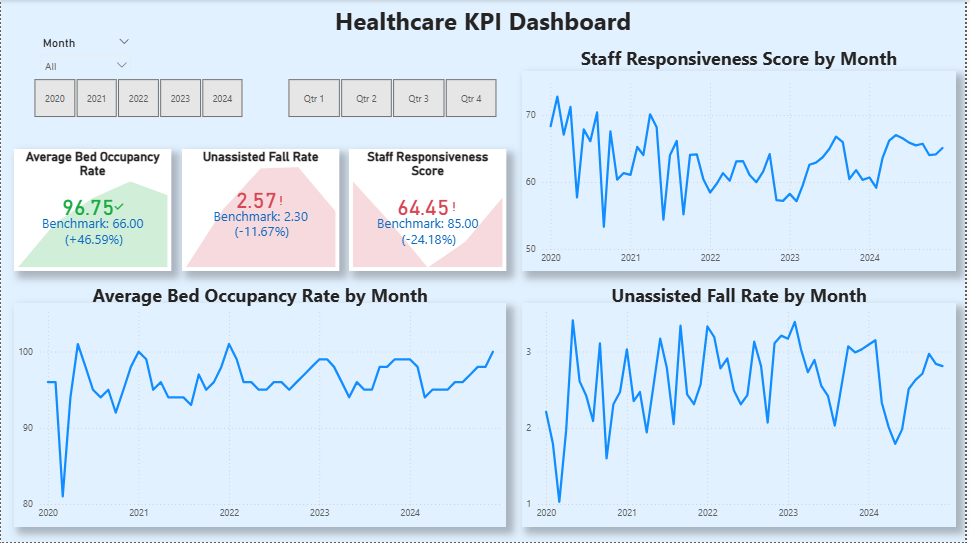 Healthcare KPI Dashboard
Month
All
2020 2021 2022 2023 2024
Qtr 1 Qtr 2 Qtr 3 Qtr 4
Staff Responsiveness Score by Month
70
60
50
2020 2021 2022 2023 2024
Average Bed Occupancy
Rate
96.75
Benchmark: 66.00
(+46.59%)
Unassisted Fall Rate
2.57!
Benchmark: 2.30
(-11.67%)
Staff Responsiveness
Score
64.45!
Benchmark: 85.00
(-24.18%)
Average Bed Occupancy Rate by Month
100
90
80
2020 2021 2022 2023 2024
Unassisted Fall Rate by Month
3
2
1
2020 2021 2022 2023 2024